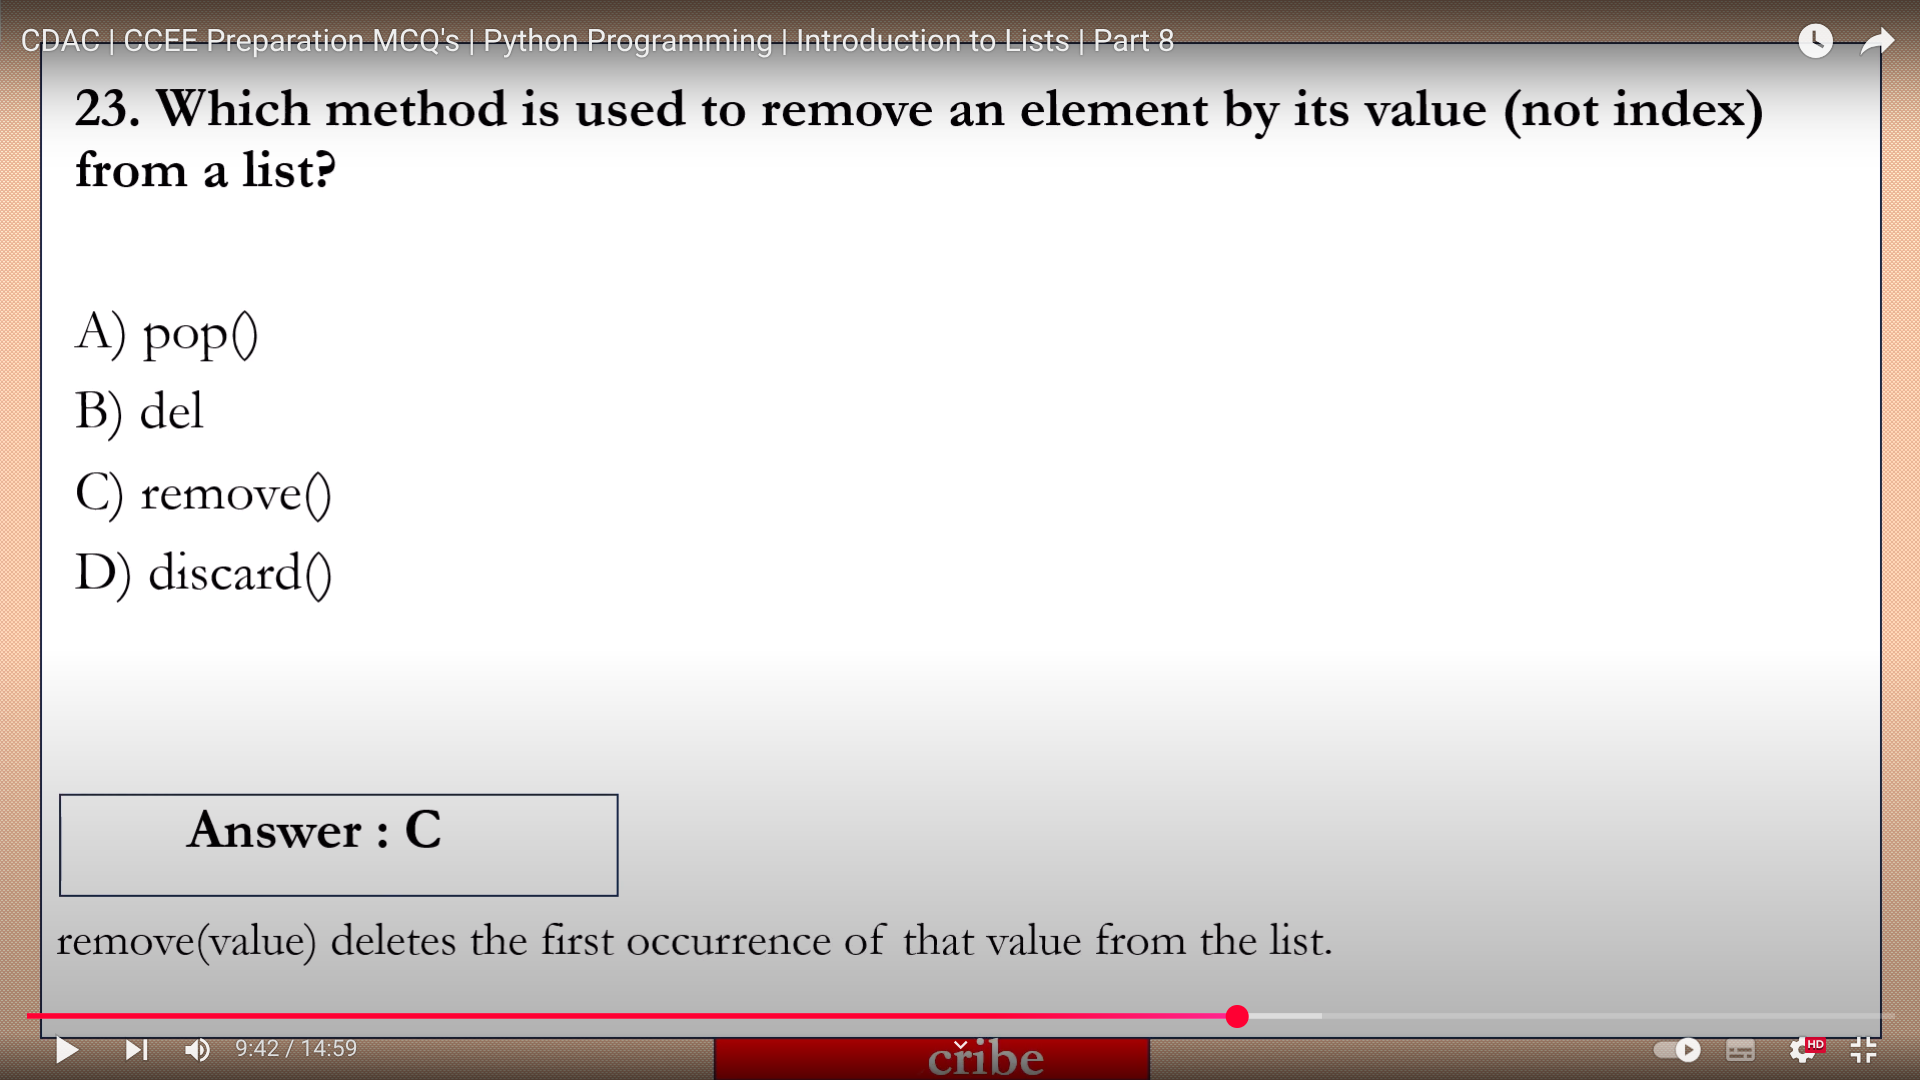 CDAC | CCEE Preparation MCQ's | Python Programming | Introduction to Lists | Part 8
23. Which method is used to remove an element by its value (not index)
from a list?
A) pop()
B) del
C) remove()
D) discard()
Answer : C
remove(value) deletes the first occurrence of that value from the list.
9:42 / 14:59
HD
cribe